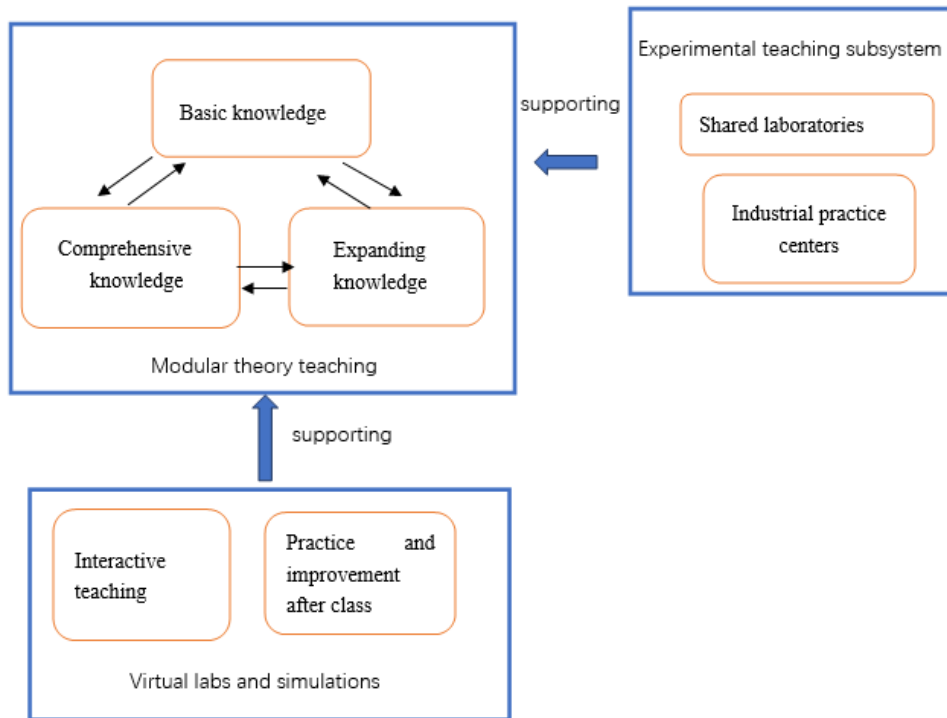 Basic knowledge
Comprehensive
knowledge
Expanding
knowledge
Modular theory teaching
supporting
Experimental teaching subsystem
Shared laboratories
Industrial practice
centers
supporting
Interactive
teaching
Practice and
improvement
after class
Virtual labs and simulations